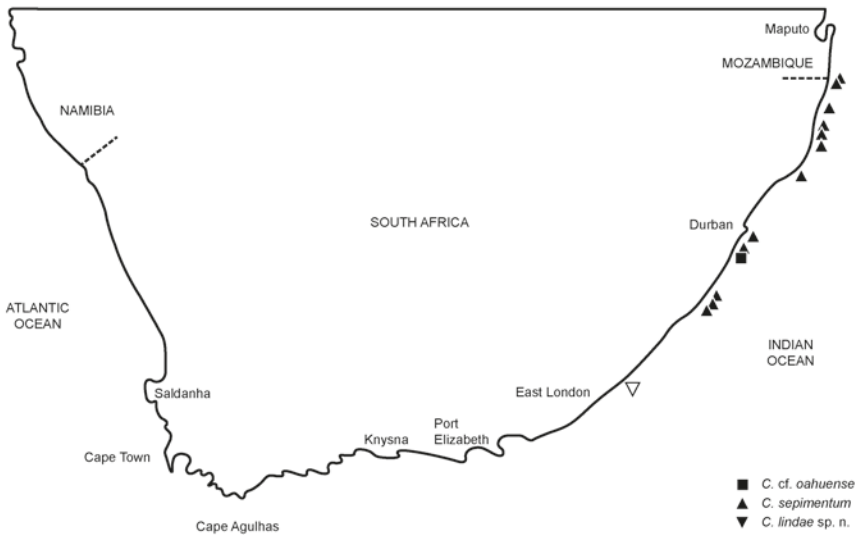 Maputo
MOZAMBIQUE
NAMIBIA
SOUTH AFRICA
Durban
ATLANTIC
OCEAN
INDIAN
OCEAN
Saldanha
East London
Port
Elizabeth
Knysna
Cape Town
Cape Agulhas
C. cf. oahuense
C. sepimentum
C. lindae sp. n.